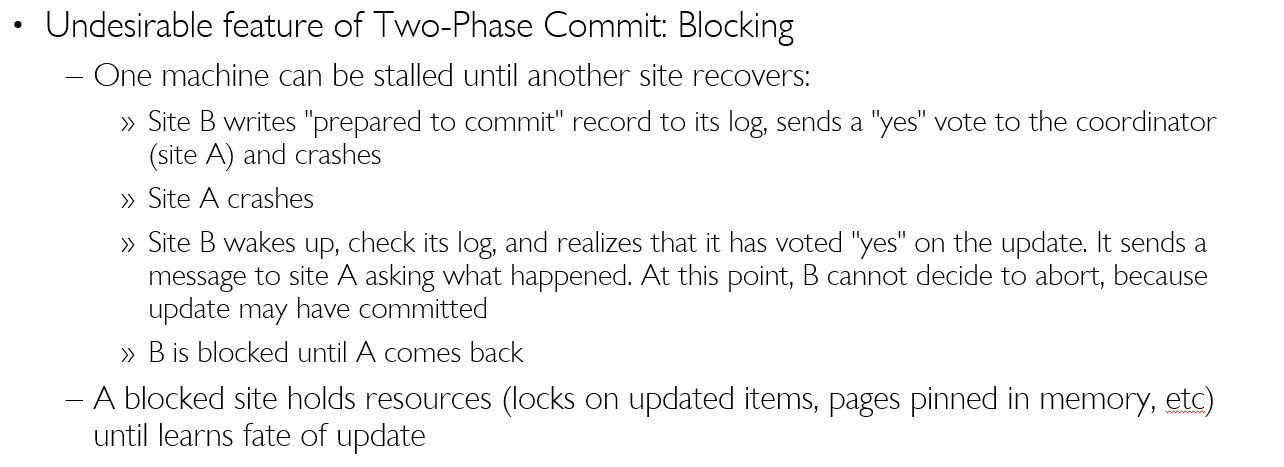 • Undesirable feature of Two-Phase Commit: Blocking
– One machine can be stalled until another site recovers:
» Site B writes "prepared to commit" record to its log, sends a "yes" vote to the coordinator
(site A) and crashes
» Site A crashes
» Site B wakes up, check its log, and realizes that it has voted "yes" on the update. It sends a
message to site A asking what happened. At this point, B cannot decide to abort, because
update may have committed
» B is blocked until A comes back
– A blocked site holds resources (locks on updated items, pages pinned in memory, etc)
until learns fate of update